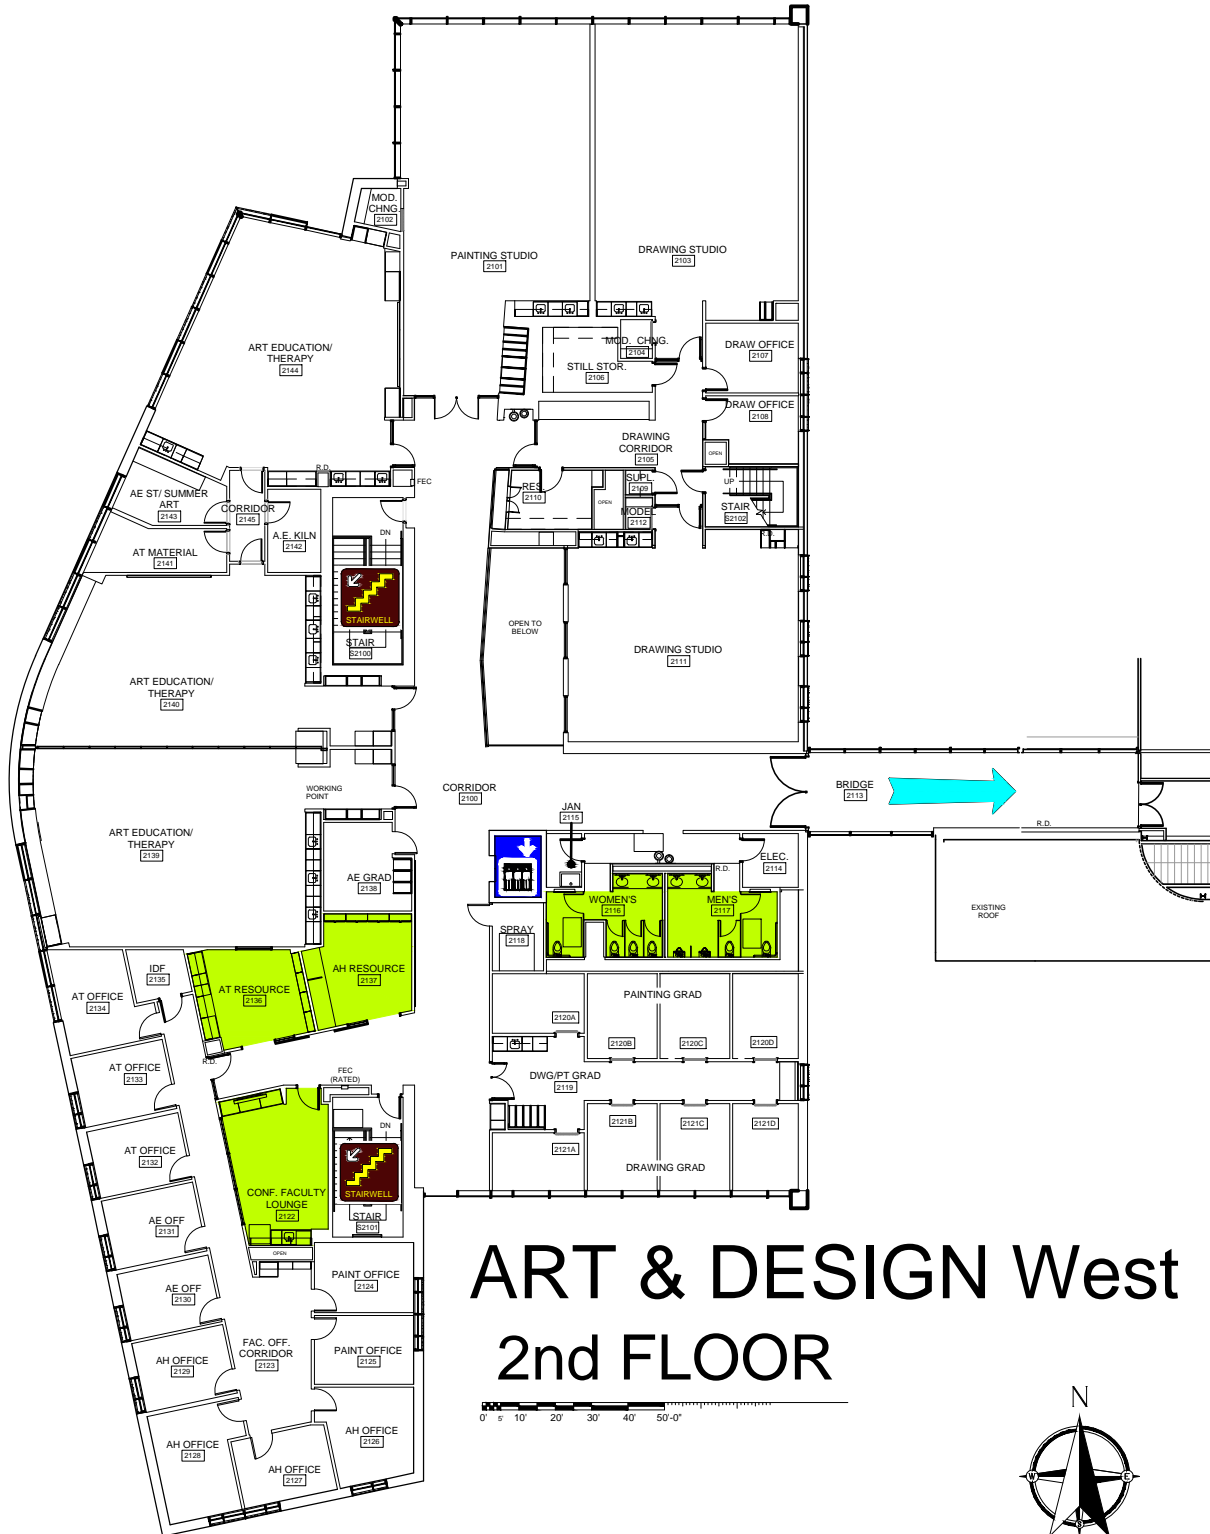 MOD.
CHNG.
2102
PAINTING STUDIO
2101
DRAWING STUDIO
2103
ART EDUCATION/
THERAPY
2144
MOD. CHNG.
2104
STILL STOR.
2106
DRAW OFFICE
2107
DRAW OFFICE
2108
DRAWING
CORRIDOR
2105
OPEN
R.D.
FEC
AE ST/ SUMMER
ART
2143
CORRIDOR
2145
RES.
2110
OPEN
SUPL.
2109
MODEL
2112
UP
STAIR
S2102
R.D.
A.E. KILN
2142
DN
AT MATERIAL
2141
STAIRWELL
STAIR
S2100
OPEN TO
BELOW
DRAWING STUDIO
2111
ART EDUCATION/
THERAPY
2140
WORKING
POINT
CORRIDOR
2100
BRIDGE
2113
R.D.
JAN
2115
ART EDUCATION/
THERAPY
2139
AE GRAD
2138
ELEC.
2114
R.D.
WOMEN'S
2116
MEN'S
2117
EXISTING
ROOF
SPRAY
2118
IDF
2135
AT OFFICE
2134
AT RESOURCE
2136
AH RESOURCE
2137
PAINTING GRAD
2120A
2120B
2120C
2120D
R.D.
AT OFFICE
2133
FEC
(RATED)
DWG/PT GRAD
2119
DN
2121A
2121B
2121C
2121D
DRAWING GRAD
AT OFFICE
2132
STAIRWELL
CONF. FACULTY
LOUNGE
2122
STAIR
S2101
AE OFF
2131
OPEN
PAINT OFFICE
2124
AE OFF
2130
FAC. OFF.
CORRIDOR
2123
PAINT OFFICE
2125
AH OFFICE
2129
AH OFFICE
2126
AH OFFICE
2128
AH OFFICE
2127
ART & DESIGN West
2nd FLOOR
0' 5' 10' 20' 30' 40' 50'-0"
N
W E
S